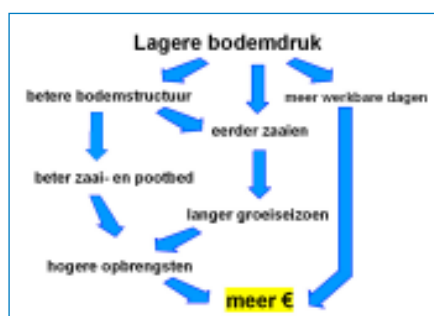 Lagere bodemdruk
betere bodemstructuur
meer werkbare dagen
eerder zaaien
beter zaai- en pootbed
langer groeiseizoen
hogere opbrengsten
meer €